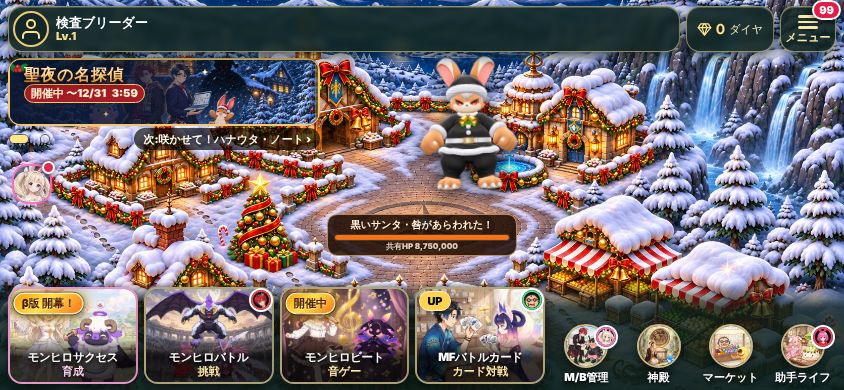 検査ブリーダー
Lv.1
0 ダイヤ
99
メニュー
聖夜の名探偵
開催中 〜12/31 3:59
次:咲かせて！ハナウタ・ノート ›
黒いサンタ・咎があらわれた！
共有HP 8,750,000
β版 開幕！
モンヒロサクセス
育成
モンヒロバトル
挑戦
開催中
モンヒロビート
音ゲー
UP
MFバトルカード
カード対戦
M/B管理
神殿
マーケット
助手ライフ